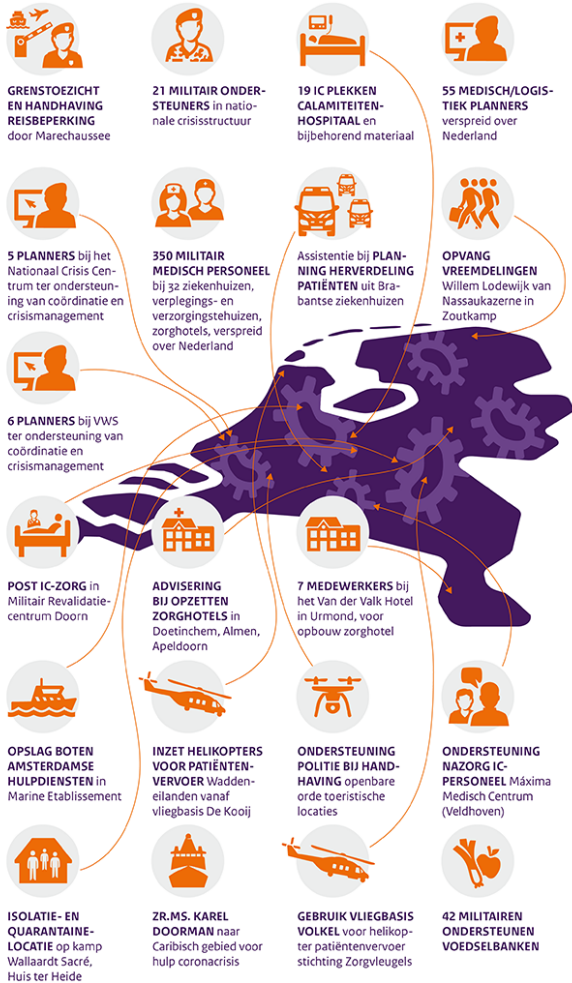 GRENSTOEZICHT
EN HANDHAVING
REISBEPERKING
door Marechaussee
21 MILITAIR ONDER-
STEUNERS in natio-
nale crisisstructuur
19 IC PLEKKEN
CALAMITEITEN-
HOSPITAAL en
bijbehorend materiaal
55 MEDISCH/LOGIS-
TIEK PLANNERS
verspreid over
Nederland
5 PLANNERS bij het
Nationaal Crisis Cen-
trum ter ondersteun-
ing van coördinatie en
crisismanagement
350 MILITAIR
MEDISCH PERSONEEL
bij 32 ziekenhuizen,
verplegings- en
verzorgingstehuizen,
zorghotels, verspreid
over Nederland
Assistentie bij PLAN-
NING HERVERDELING
PATIËNTEN uit Bra-
bantse ziekenhuizen
OPVANG
VREEMDELINGEN
Willem Lodewijk van
Nassaukazerne in
Zoutkamp
6 PLANNERS bij VWS
ter ondersteuning van
coördinatie en
crisismanagement
POST IC-ZORG in
Militair Revalidatie-
centrum Doorn
ADVISERING
BIJ OPZETTEN
ZORGHOTELS in
Doetinchem, Almen,
Apeldoorn
7 MEDEWERKERS bij
het Van der Valk Hotel
in Urmond, voor
opbouw zorghotel
OPSLAG BOTEN
AMSTERDAMSE
HULPDIENSTEN in
Marine Etablissement
INZET HELIKOPTERS
VOOR PATIËNTEN-
VERVOER Wadden-
eilanden vanaf
vliegbasis De Kooij
ONDERSTEUNING
POLITIE BIJ HAND-
HAVING openbare
orde toeristische
locaties
ONDERSTEUNING
NAZORG IC-
PERSONEEL Máxima
Medisch Centrum
(Veldhoven)
ISOLATIE- EN
QUARANTAINE-
LOCATIE op kamp
Wallaardt Sacré,
Huis ter Heide
ZR.MS. KAREL
DOORMAN naar
Caribisch gebied voor
hulp coronacrisis
GEBRUIK VLIEGBASIS
VOLKEL voor helikop-
ter patiëntenvervoer
stichting Zorgvleugels
42 MILITAIREN
ONDERSTEUNEN
VOEDSELBANKEN